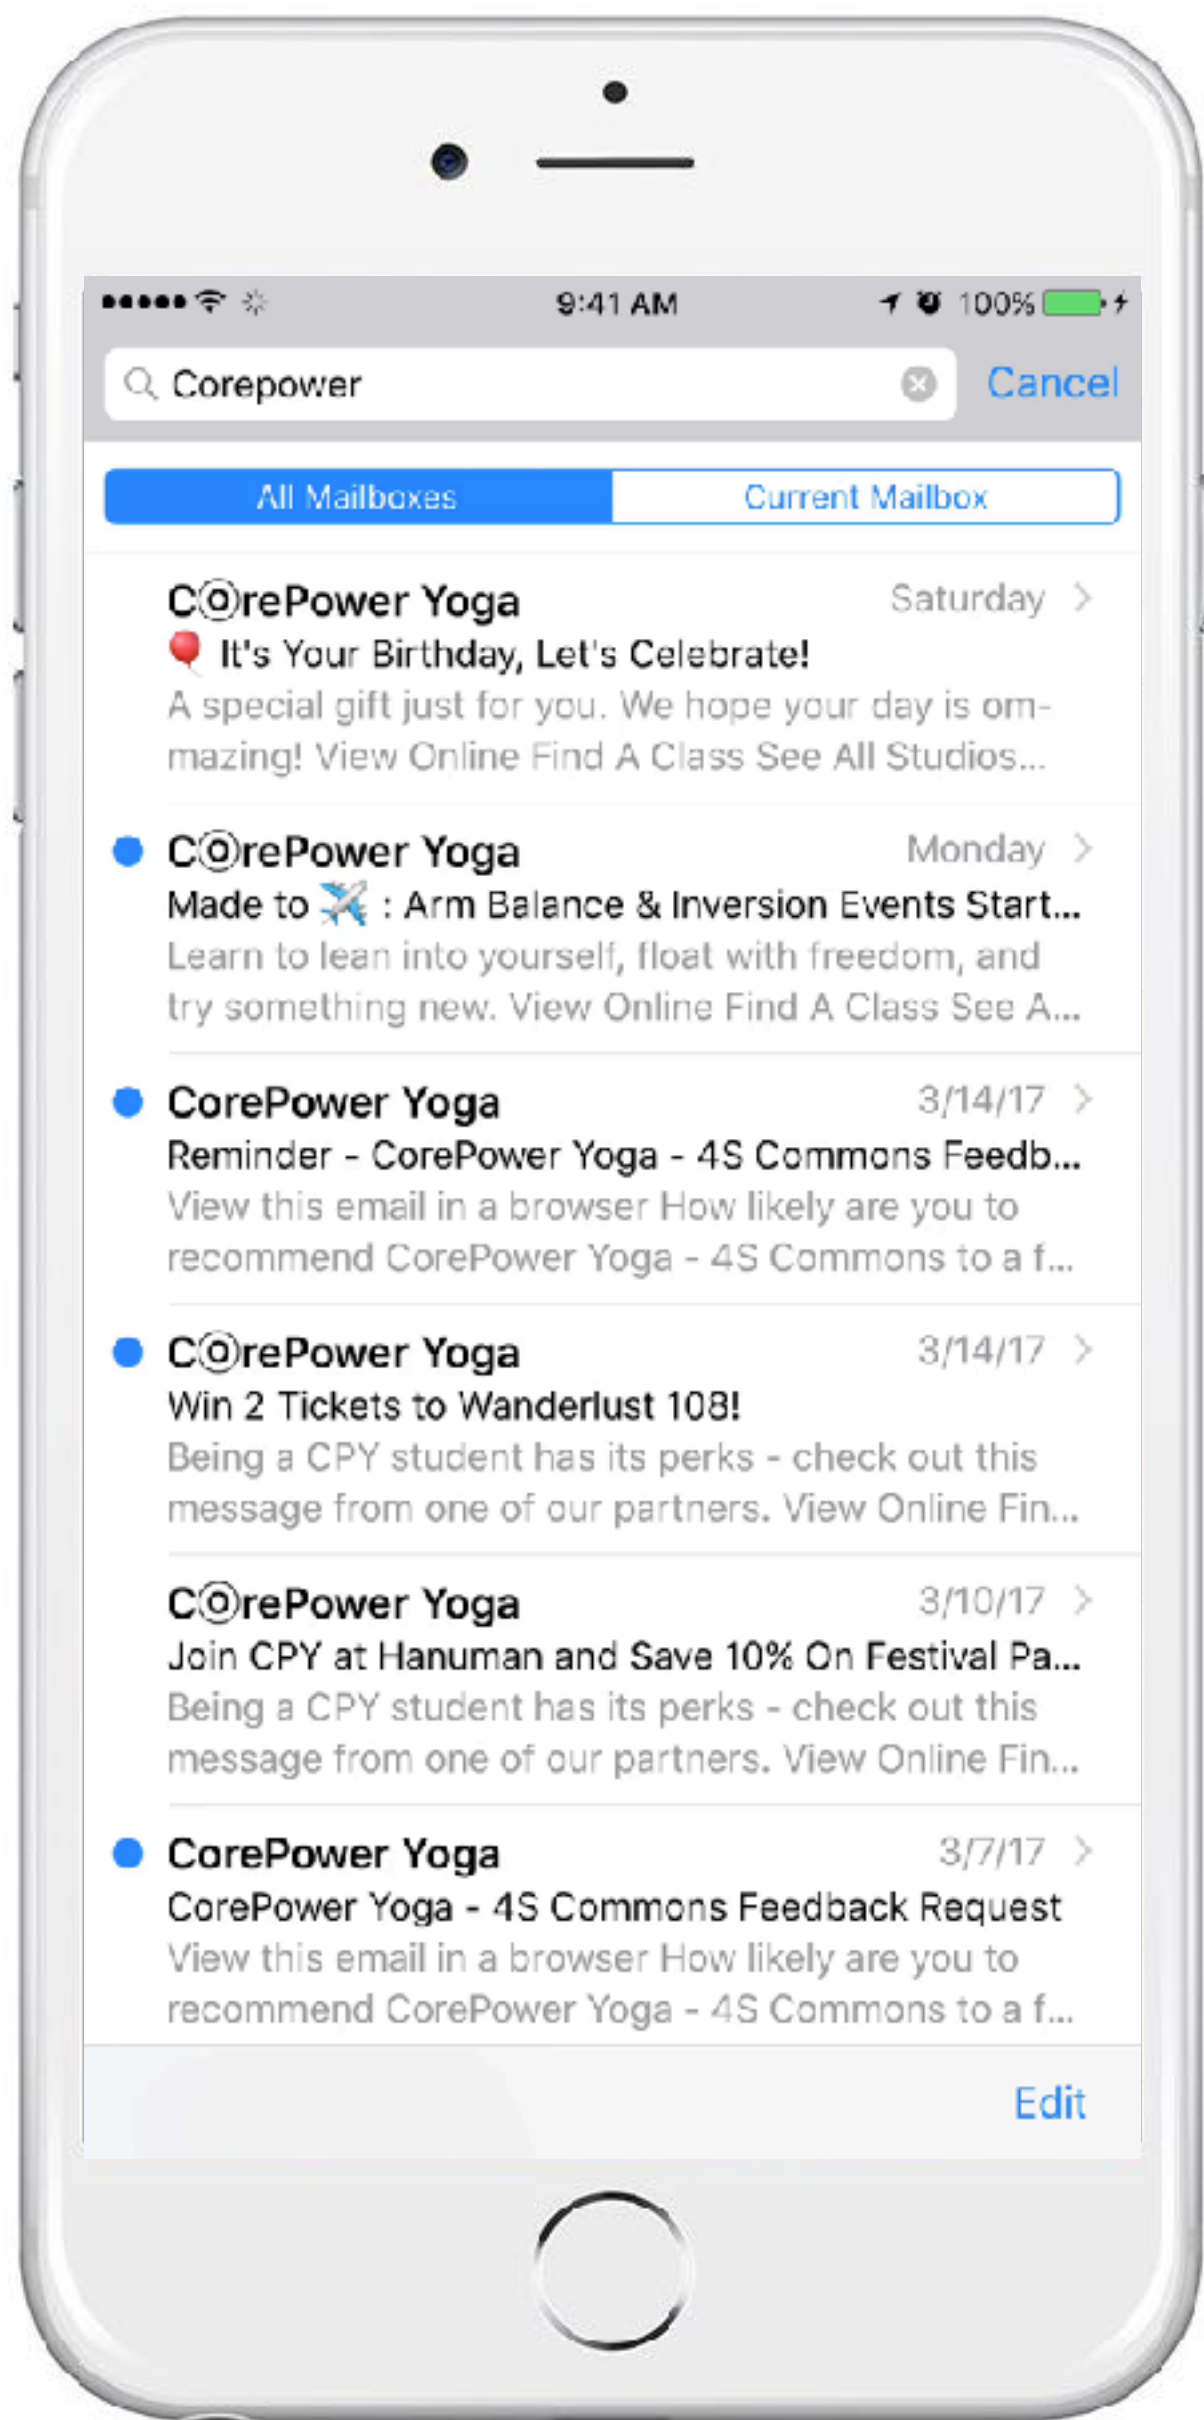 9:41 AM
100%
Corepower
Cancel
All Mailboxes
Current Mailbox
CⓞrePower Yoga
Saturday
🎈 It's Your Birthday, Let's Celebrate!
A special gift just for you. We hope your day is om-
mazing! View Online Find A Class See All Studios...
CⓞrePower Yoga
Monday
Made to ✈️ : Arm Balance & Inversion Events Start...
Learn to lean into yourself, float with freedom, and
try something new. View Online Find A Class See A...
CorePower Yoga
3/14/17
Reminder - CorePower Yoga - 4S Commons Feedb...
View this email in a browser How likely are you to
recommend CorePower Yoga - 4S Commons to a f...
CⓞrePower Yoga
3/14/17
Win 2 Tickets to Wanderlust 108!
Being a CPY student has its perks - check out this
message from one of our partners. View Online Fin...
CⓞrePower Yoga
3/10/17
Join CPY at Hanuman and Save 10% On Festival Pa...
Being a CPY student has its perks - check out this
message from one of our partners. View Online Fin...
CorePower Yoga
3/7/17
CorePower Yoga - 4S Commons Feedback Request
View this email in a browser How likely are you to
recommend CorePower Yoga - 4S Commons to a f...
Edit